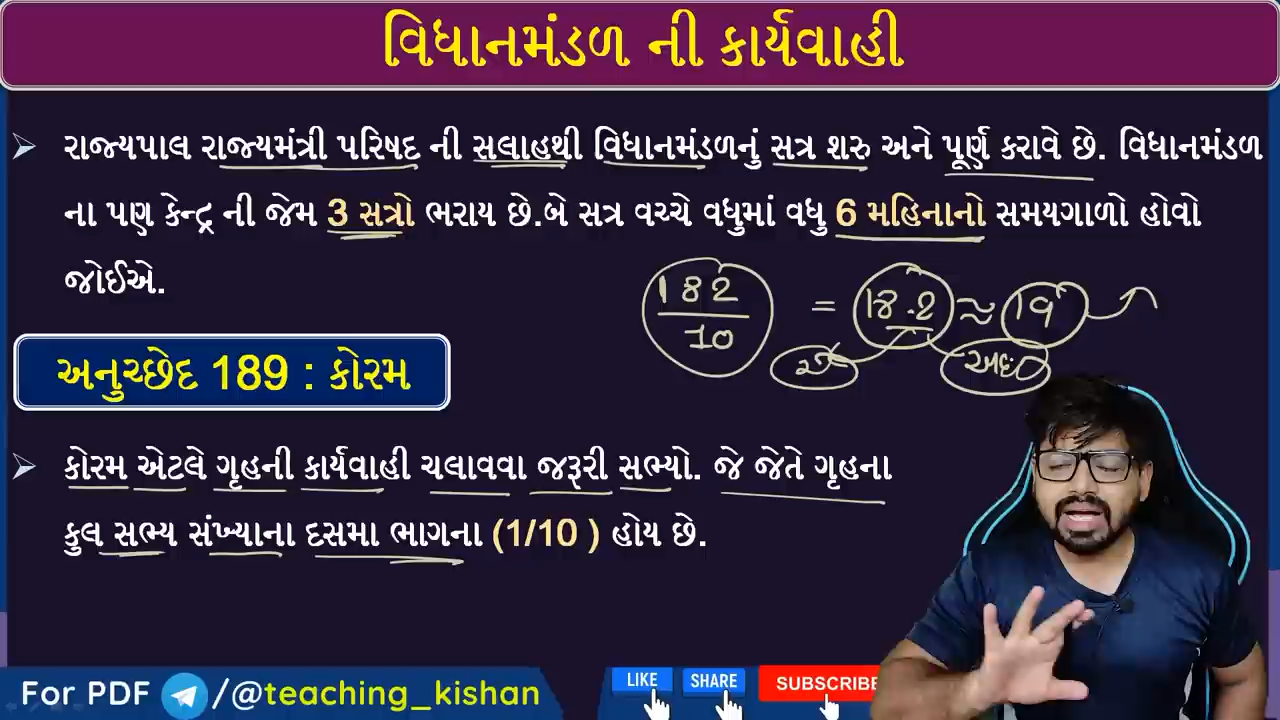 વિધાનમંડળ ની કાર્યવાહી
રાજ્યપાલ રાજ્યમંત્રી પરિષદ ની સલાહથી વિધાનમંડળનું સત્ર શરુ અને પૂર્ણ કરાવે છે. વિધાનમંડળ
ના પણ કેન્દ્ર ની જેમ 3 સત્રો ભરાય છે.બે સત્ર વચ્ચે વધુમાં વધુ 6 મહિનાનો સમયગાળો હોવો
જોઈએ.
182
10
= 18.2 ≈ 19
અનુચ્છેદ 189 : કોરમ
કોરમ એટલે ગૃહની કાર્યવાહી ચલાવવા જરૂરી સભ્યો. જે જેતે ગૃહના
કુલ સભ્ય સંખ્યાના દસમા ભાગના (1/10 ) હોય છે.
For PDF /@teaching_kishan
LIKE SHARE SUBSCRIBE